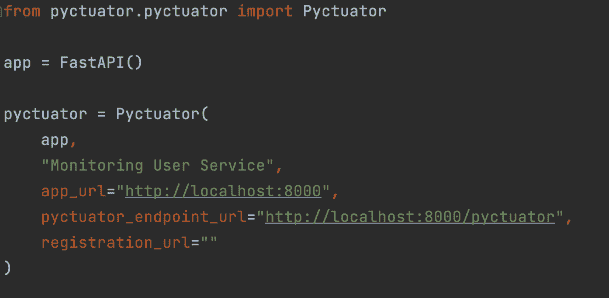 from pyctuator.pyctuator import Pyctuator
app = FastAPI()
pyctuator = Pyctuator(
app,
"Monitoring User Service",
app_url="http://localhost:8000",
pyctuator_endpoint_url="http://localhost:8000/pyctuator",
registration_url=""
)